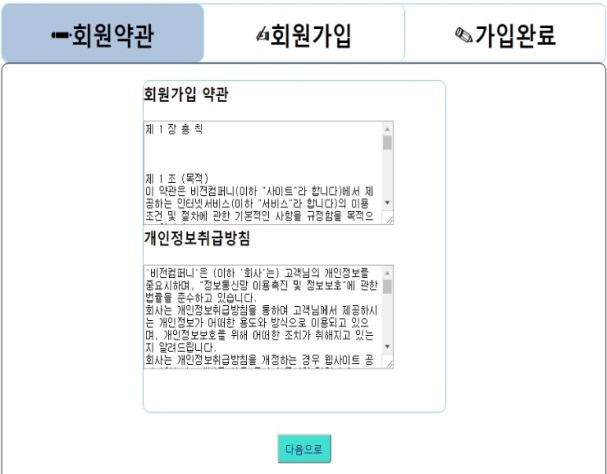 회원약관
회원가입
가입완료
회원가입 약관
제 1 장 총 칙
제 1 조 (목적)
이 약관은 비전컴퍼니(이하 "사이트"라 합니다)에서 제
공하는 인터넷서비스(이하 "서비스"라 합니다)의 이용
조건 및 절차에 관한 기본적인 사항을 규정함을 목적으
개인정보취급방침
'비전컴퍼니'은 (이하 '회사'는) 고객님의 개인정보를
중요시하며, "정보통신망 이용촉진 및 정보보호"에 관한
법률을 준수하고 있습니다.
회사는 개인정보취급방침을 통하여 고객님께서 제공하시
는 개인정보가 어떠한 용도와 방식으로 이용되고 있으
며, 개인정보보호를 위해 어떠한 조치가 취해지고 있는
지 알려드립니다.
회사는 개인정보취급방침을 개정하는 경우 웹사이트 공
다음으로